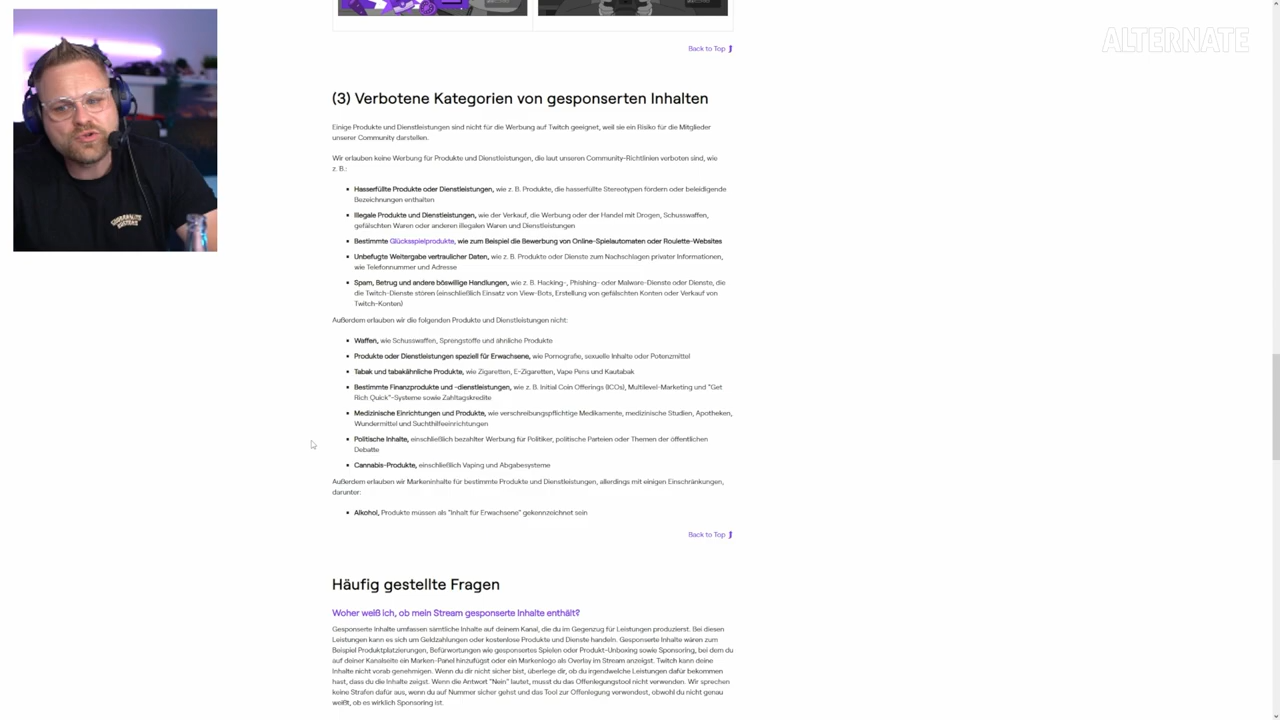 ALTERNATE
Back to Top
(3) Verbotene Kategorien von gesponserten Inhalten
Einige Produkte und Dienstleistungen sind nicht für die Werbung auf Twitch geeignet, weil sie ein Risiko für die Mitglieder
unserer Community darstellen.
Wir erlauben keine Werbung für Produkte und Dienstleistungen, die laut unseren Community-Richtlinien verboten sind, wie
z. B.:
Hasserfüllte Produkte oder Dienstleistungen, wie z. B. Produkte, die hasserfüllte Stereotypen fördern oder beleidigende
Bezeichnungen enthalten
Illegale Produkte und Dienstleistungen, wie der Verkauf, die Werbung oder der Handel mit Drogen, Schusswaffen,
gefälschten Waren oder anderen illegalen Waren und Dienstleistungen
Bestimmte Glücksspielprodukte, wie zum Beispiel die Bewerbung von Online-Spielautomaten oder Roulette-Websites
Unbefugte Weitergabe vertraulicher Daten, wie z. B. Produkte oder Dienste zum Nachschlagen privater Informationen,
wie Telefonnummer und Adresse
Spam, Betrug und andere böswillige Handlungen, wie z. B. Hacking-, Phishing- oder Malware-Dienste oder Dienste, die
die Twitch-Dienste stören (einschließlich Einsatz von View-Bots, Erstellung von gefälschten Konten oder Verkauf von
Twitch-Konten)
Außerdem erlauben wir die folgenden Produkte und Dienstleistungen nicht:
Waffen, wie Schusswaffen, Sprengstoffe und ähnliche Produkte
Produkte oder Dienstleistungen speziell für Erwachsene, wie Pornografie, sexuelle Inhalte oder Potenzmittel
Tabak und tabakähnliche Produkte, wie Zigaretten, E-Zigaretten, Vape Pens und Kautabak
Bestimmte Finanzprodukte und -dienstleistungen, wie z. B. Initial Coin Offerings (ICOs), Multilevel-Marketing und "Get
Rich Quick"-Systeme sowie Zahltagskredite
Medizinische Einrichtungen und Produkte, wie verschreibungspflichtige Medikamente, medizinische Studien, Apotheken,
Wundermittel und Suchthilfeeinrichtungen
Politische Inhalte, einschließlich bezahlter Werbung für Politiker, politische Parteien oder Themen der öffentlichen
Debatte
Cannabis-Produkte, einschließlich Vaping und Abgabesysteme
Außerdem erlauben wir Markeninhalte für bestimmte Produkte und Dienstleistungen, allerdings mit einigen Einschränkungen,
darunter:
Alkohol, Produkte müssen als "Inhalt für Erwachsene" gekennzeichnet sein
Back to Top
Häufig gestellte Fragen
Woher weiß ich, ob mein Stream gesponserte Inhalte enthält?
Gesponserte Inhalte umfassen sämtliche Inhalte auf deinem Kanal, die du im Gegenzug für Leistungen produzierst. Bei diesen
Leistungen kann es sich um Geldzahlungen oder kostenlose Produkte und Dienste handeln. Gesponserte Inhalte wären zum
Beispiel Produktplatzierungen, Befürwortungen wie gesponsertes Spielen oder Produkt-Unboxing sowie Sponsoring, bei dem du
auf deiner Kanalseite ein Marken-Panel hinzufügst oder ein Markenlogo als Overlay im Stream anzeigst. Twitch kann deine
Inhalte nicht vorab genehmigen. Wenn du dir nicht sicher bist, überlege dir, ob du irgendwelche Leistungen dafür bekommen
hast, dass du die Inhalte zeigst. Wenn die Antwort "Nein" lautet, musst du das Offenlegungstool nicht verwenden. Wir sprechen
keine Strafen dafür aus, wenn du auf Nummer sicher gehst und das Tool zur Offenlegung verwendest, obwohl du nicht genau
weißt, ob es wirklich Sponsoring ist.